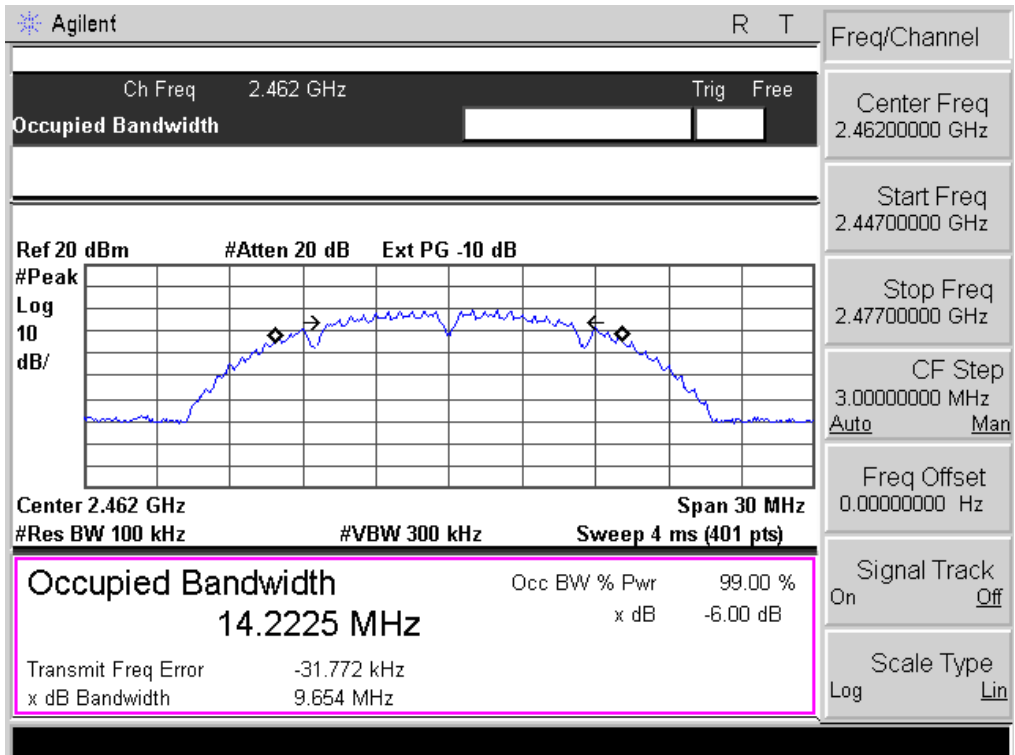 Agilent R T
Ch Freq 2.462 GHz Trig Free
Occupied Bandwidth
Ref 20 dBm #Atten 20 dB Ext PG -10 dB
#Peak
Log
10
dB/
Center 2.462 GHz Span 30 MHz
#Res BW 100 kHz #VBW 300 kHz Sweep 4 ms (401 pts)
Occupied Bandwidth
14.2225 MHz
Occ BW % Pwr 99.00 %
x dB -6.00 dB
Transmit Freq Error -31.772 kHz
x dB Bandwidth 9.654 MHz
Freq/Channel
Center Freq
2.46200000 GHz
Start Freq
2.44700000 GHz
Stop Freq
2.47700000 GHz
CF Step
3.00000000 MHz
Auto Man
Freq Offset
0.00000000 Hz
Signal Track
On Off
Scale Type
Log Lin